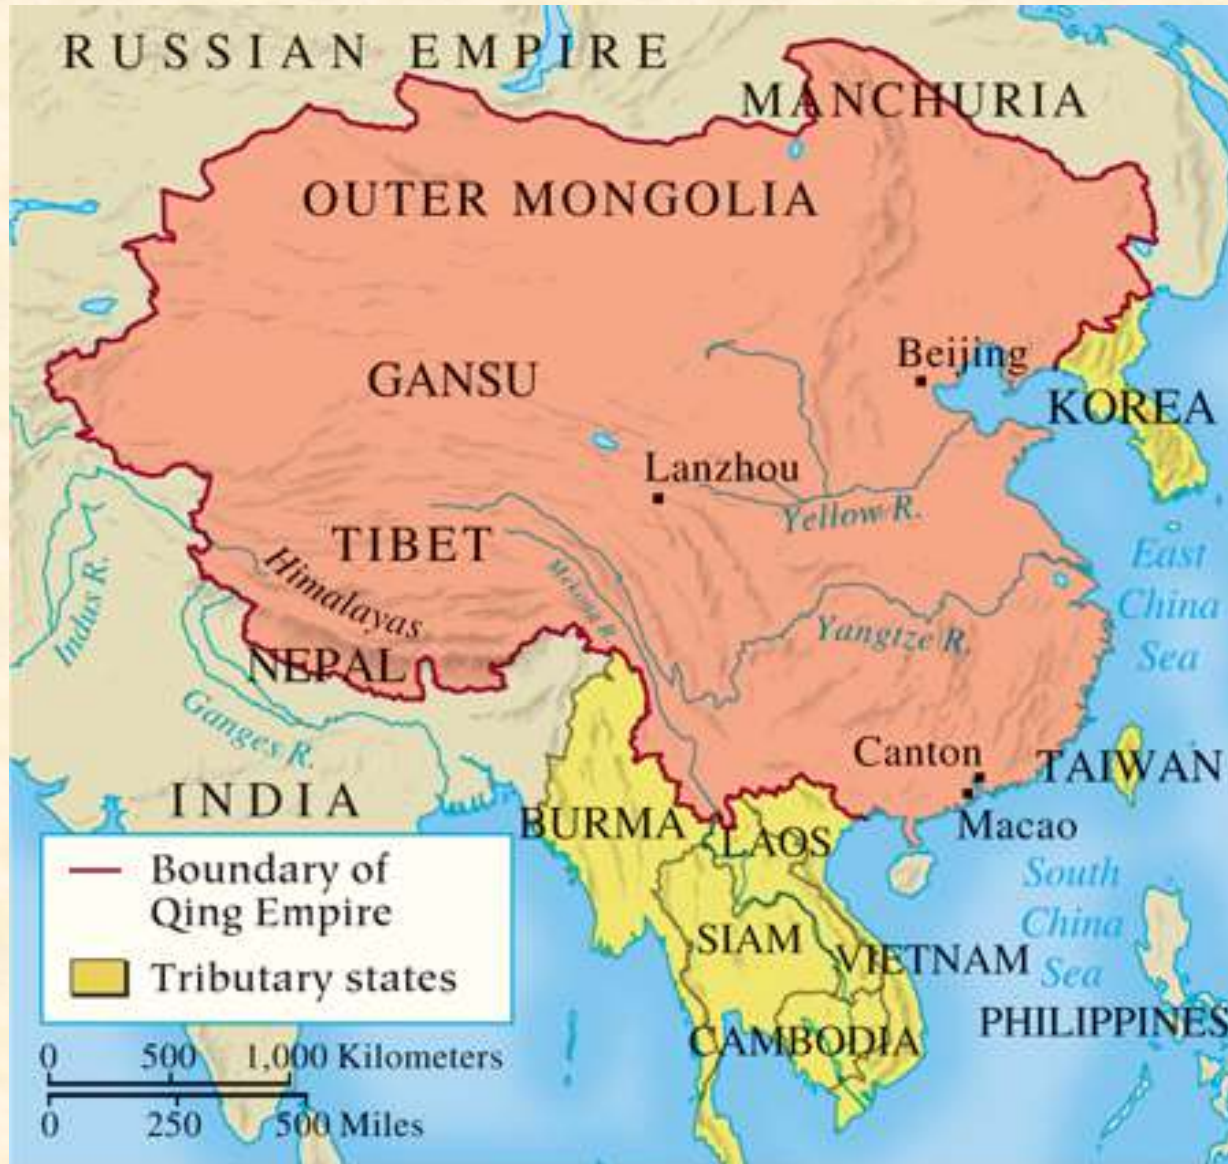 RUSSIAN EMPIRE
MANCHURIA
OUTER MONGOLIA
Beijing
GANSU
KOREA
Lanzhou
Yellow R.
TIBET
East
China
Sea
Himalayas
Mekong R.
Indus R.
Yangtze R.
NEPAL
Ganges R.
Canton
TAIWAN
INDIA
BURMA
LAOS
Macao
South
China
Sea
SIAM
VIETNAM
PHILIPPINES
CAMBODIA
Boundary of
Qing Empire
Tributary states
0 500 1,000 Kilometers
0 250 500 Miles